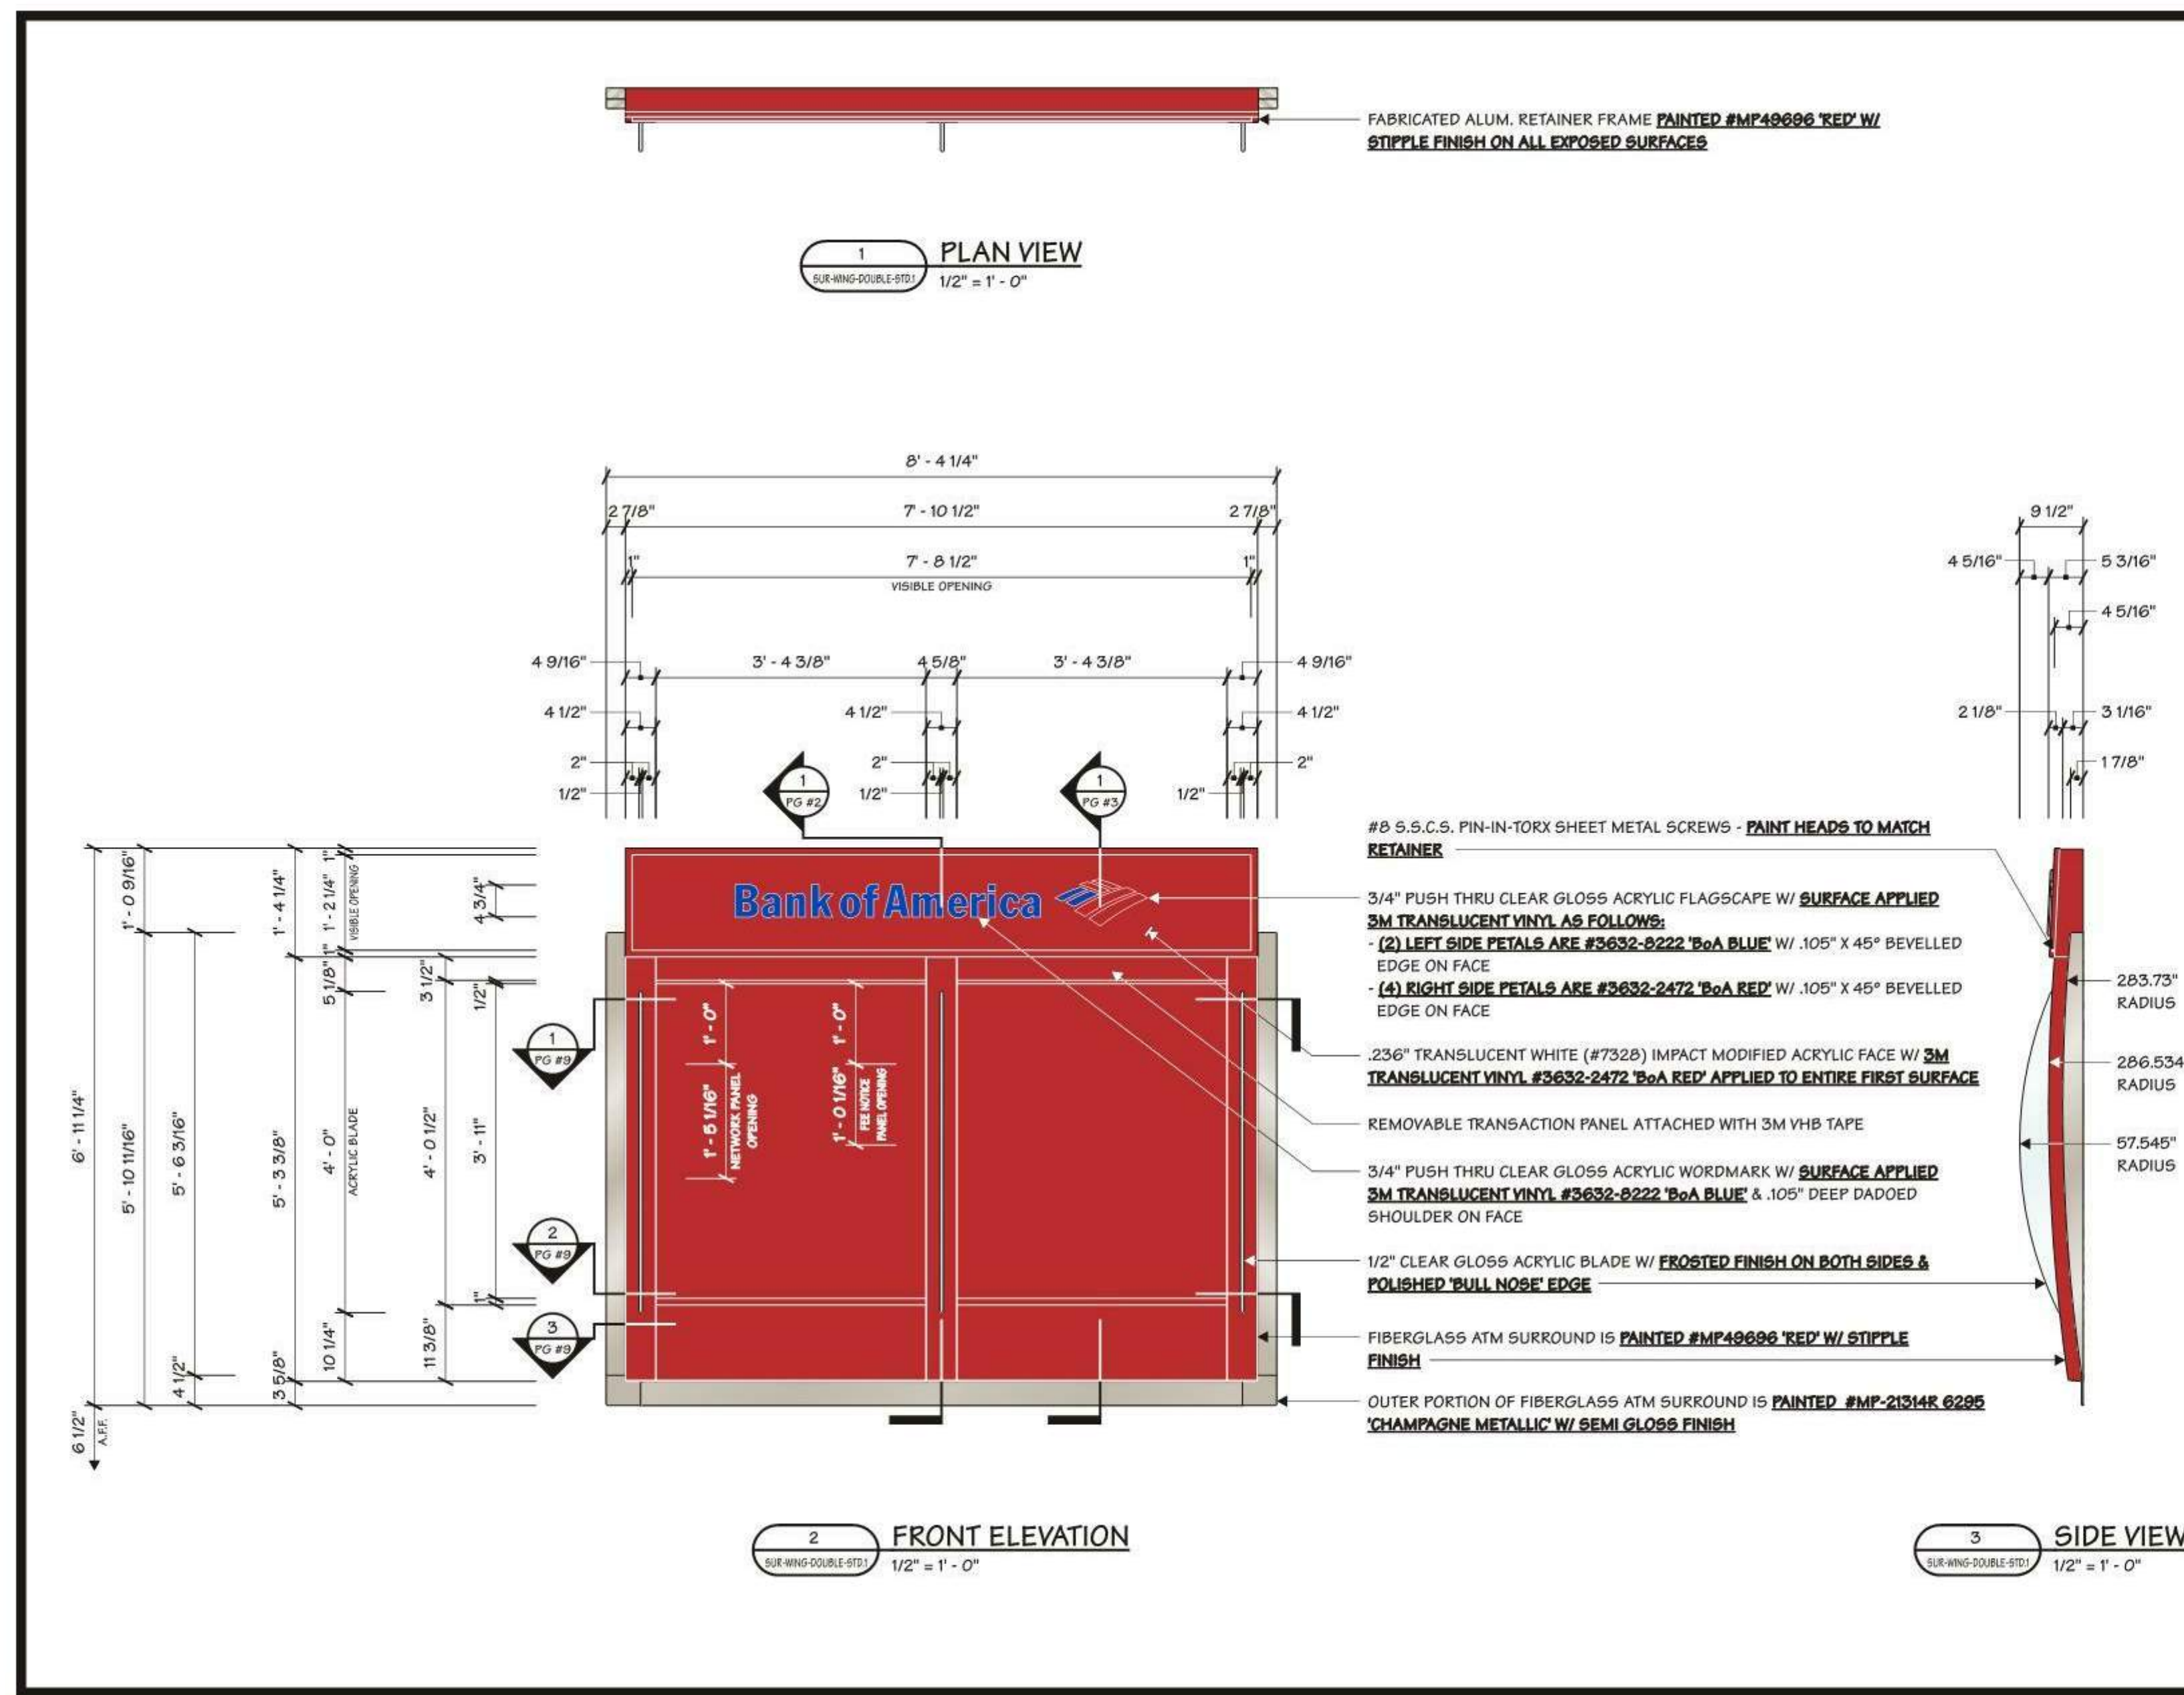 FABRICATED ALUM. RETAINER FRAME PAINTED #MP49696 'RED' W/
STIPPLE FINISH ON ALL EXPOSED SURFACES
1
SUR-WING-DOUBLE-STD.1
PLAN VIEW
1/2" = 1' - 0"
8' - 4 1/4"
2 7/8"
7' - 10 1/2"
2 7/8"
1"
7' - 8 1/2"
1"
VISIBLE OPENING
4 9/16"
3' - 4 3/8"
4 5/8"
3' - 4 3/8"
4 9/16"
4 1/2"
4 1/2"
4 1/2"
2"
2"
2"
1/2"
1/2"
1/2"
1
PG #2
1
PG #3
9 1/2"
4 5/16"
5 3/16"
4 5/16"
2 1/8"
3 1/16"
1 7/8"
6' - 11 1/4"
6 1/2"
A.F.F.
1' - 0 9/16"
5' - 10 11/16"
5' - 6 3/16"
4 1/2"
1' - 4 1/4"
5' - 3 3/8"
3 5/8"
1"
1' - 2 1/4"
VISIBLE OPENING
1"
5 1/8"
4' - 0"
ACRYLIC BLADE
10 1/4"
3 1/2"
4' - 0 1/2"
11 3/8"
4 3/4"
1/2"
3' - 11"
1"
1
PG #9
2
PG #9
3
PG #9
Bank of America
1' - 0"
1' - 5 1/16"
NETWORK PANEL
OPENING
1' - 0"
1' - 0 1/16"
FEE NOTICE
PANEL OPENING
#8 S.S.C.S. PIN-IN-TORX SHEET METAL SCREWS - PAINT HEADS TO MATCH
RETAINER
3/4" PUSH THRU CLEAR GLOSS ACRYLIC FLAGSCAPE W/ SURFACE APPLIED
3M TRANSLUCENT VINYL AS FOLLOWS:
- (2) LEFT SIDE PETALS ARE #3632-8222 'BoA BLUE' W/ .105" X 45° BEVELLED
EDGE ON FACE
- (4) RIGHT SIDE PETALS ARE #3632-2472 'BoA RED' W/ .105" X 45° BEVELLED
EDGE ON FACE
.236" TRANSLUCENT WHITE (#7328) IMPACT MODIFIED ACRYLIC FACE W/ 3M
TRANSLUCENT VINYL #3632-2472 'BoA RED' APPLIED TO ENTIRE FIRST SURFACE
REMOVABLE TRANSACTION PANEL ATTACHED WITH 3M VHB TAPE
3/4" PUSH THRU CLEAR GLOSS ACRYLIC WORDMARK W/ SURFACE APPLIED
3M TRANSLUCENT VINYL #3632-8222 'BoA BLUE' & .105" DEEP DADOED
SHOULDER ON FACE
1/2" CLEAR GLOSS ACRYLIC BLADE W/ FROSTED FINISH ON BOTH SIDES &
POLISHED 'BULL NOSE' EDGE
FIBERGLASS ATM SURROUND IS PAINTED #MP49696 'RED' W/ STIPPLE
FINISH
OUTER PORTION OF FIBERGLASS ATM SURROUND IS PAINTED #MP-21314R 6295
'CHAMPAGNE METALLIC' W/ SEMI GLOSS FINISH
283.73"
RADIUS
286.534
RADIUS
57.545"
RADIUS
2
SUR-WING-DOUBLE-STD.1
FRONT ELEVATION
1/2" = 1' - 0"
3
SUR-WING-DOUBLE-STD.1
SIDE VIEW
1/2" = 1' - 0"